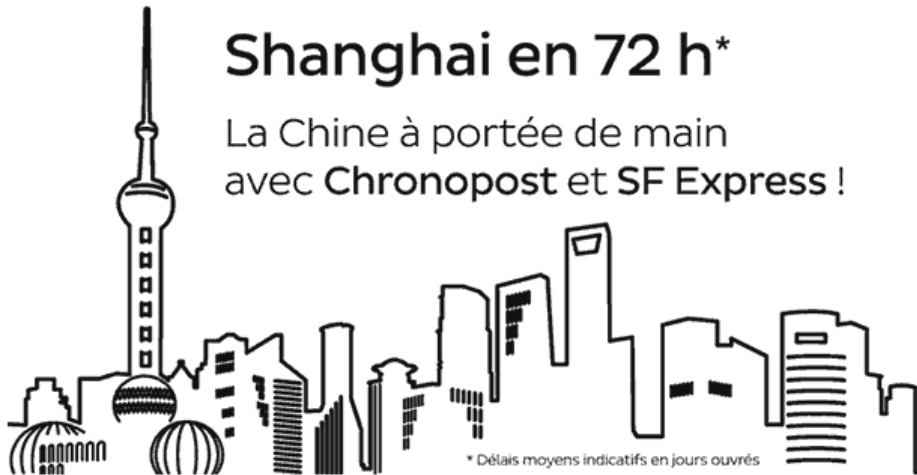 Shanghai en 72 h*
La Chine à portée de main
avec Chronopost et SF Express !
* Délais moyens indicatifs en jours ouvrés